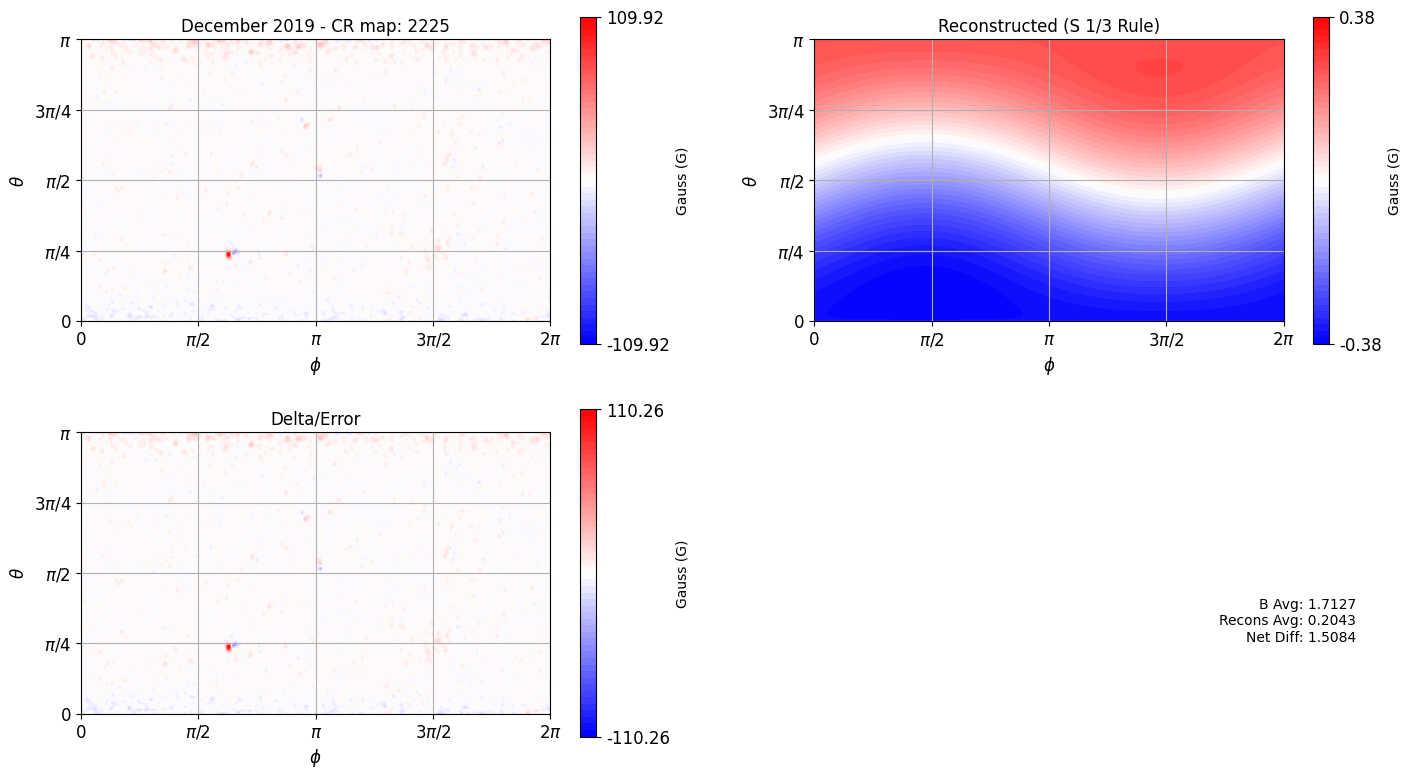 December 2019 - CR map: 2225
π
3π/4
π/2
π/4
0
θ
0
π/2
π
3π/2
2π
ϕ
109.92
-109.92
Gauss (G)
Reconstructed (S 1/3 Rule)
π
3π/4
π/2
π/4
0
θ
0
π/2
π
3π/2
2π
ϕ
0.38
-0.38
Gauss (G)
Delta/Error
π
3π/4
π/2
π/4
0
θ
0
π/2
π
3π/2
2π
ϕ
110.26
-110.26
Gauss (G)
B Avg: 1.7127
Recons Avg: 0.2043
Net Diff: 1.5084